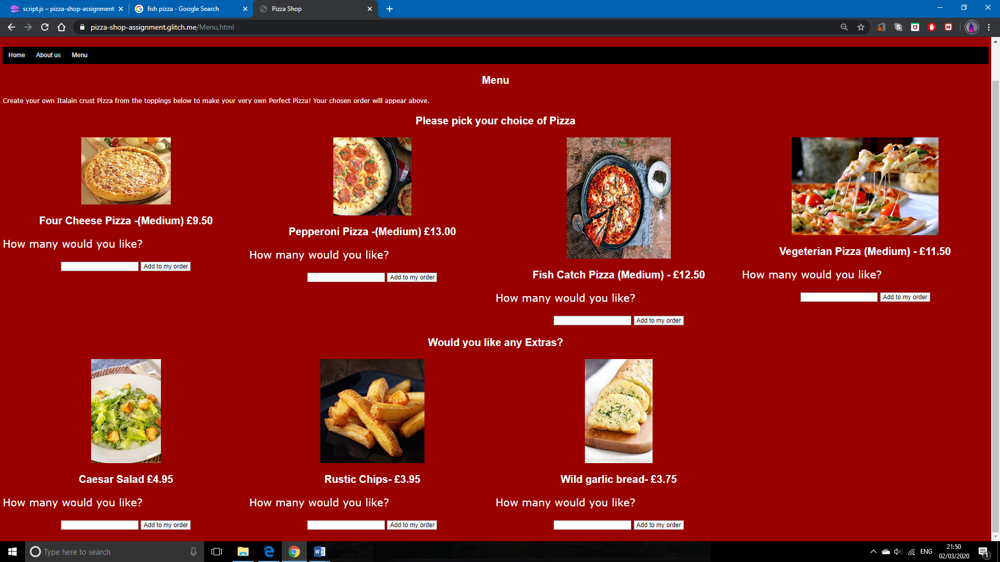 script.js – pizza-shop-assignment
fish pizza - Google Search
Pizza Shop
pizza-shop-assignment.glitch.me/Menu.html
Home About us Menu
Menu
Create your own Italain crust Pizza from the toppings below to make your very own Perfect Pizza! Your chosen order will appear above.
Please pick your choice of Pizza
Four Cheese Pizza -(Medium) £9.50
How many would you like?
Add to my order
Pepperoni Pizza -(Medium) £13.00
How many would you like?
Add to my order
Fish Catch Pizza (Medium) - £12.50
How many would you like?
Add to my order
Vegeterian Pizza (Medium) - £11.50
How many would you like?
Add to my order
Would you like any Extras?
Caesar Salad £4.95
How many would you like?
Add to my order
Rustic Chips- £3.95
How many would you like?
Add to my order
Wild garlic bread- £3.75
How many would you like?
Add to my order
Type here to search
ENG
21:50
02/03/2020
1